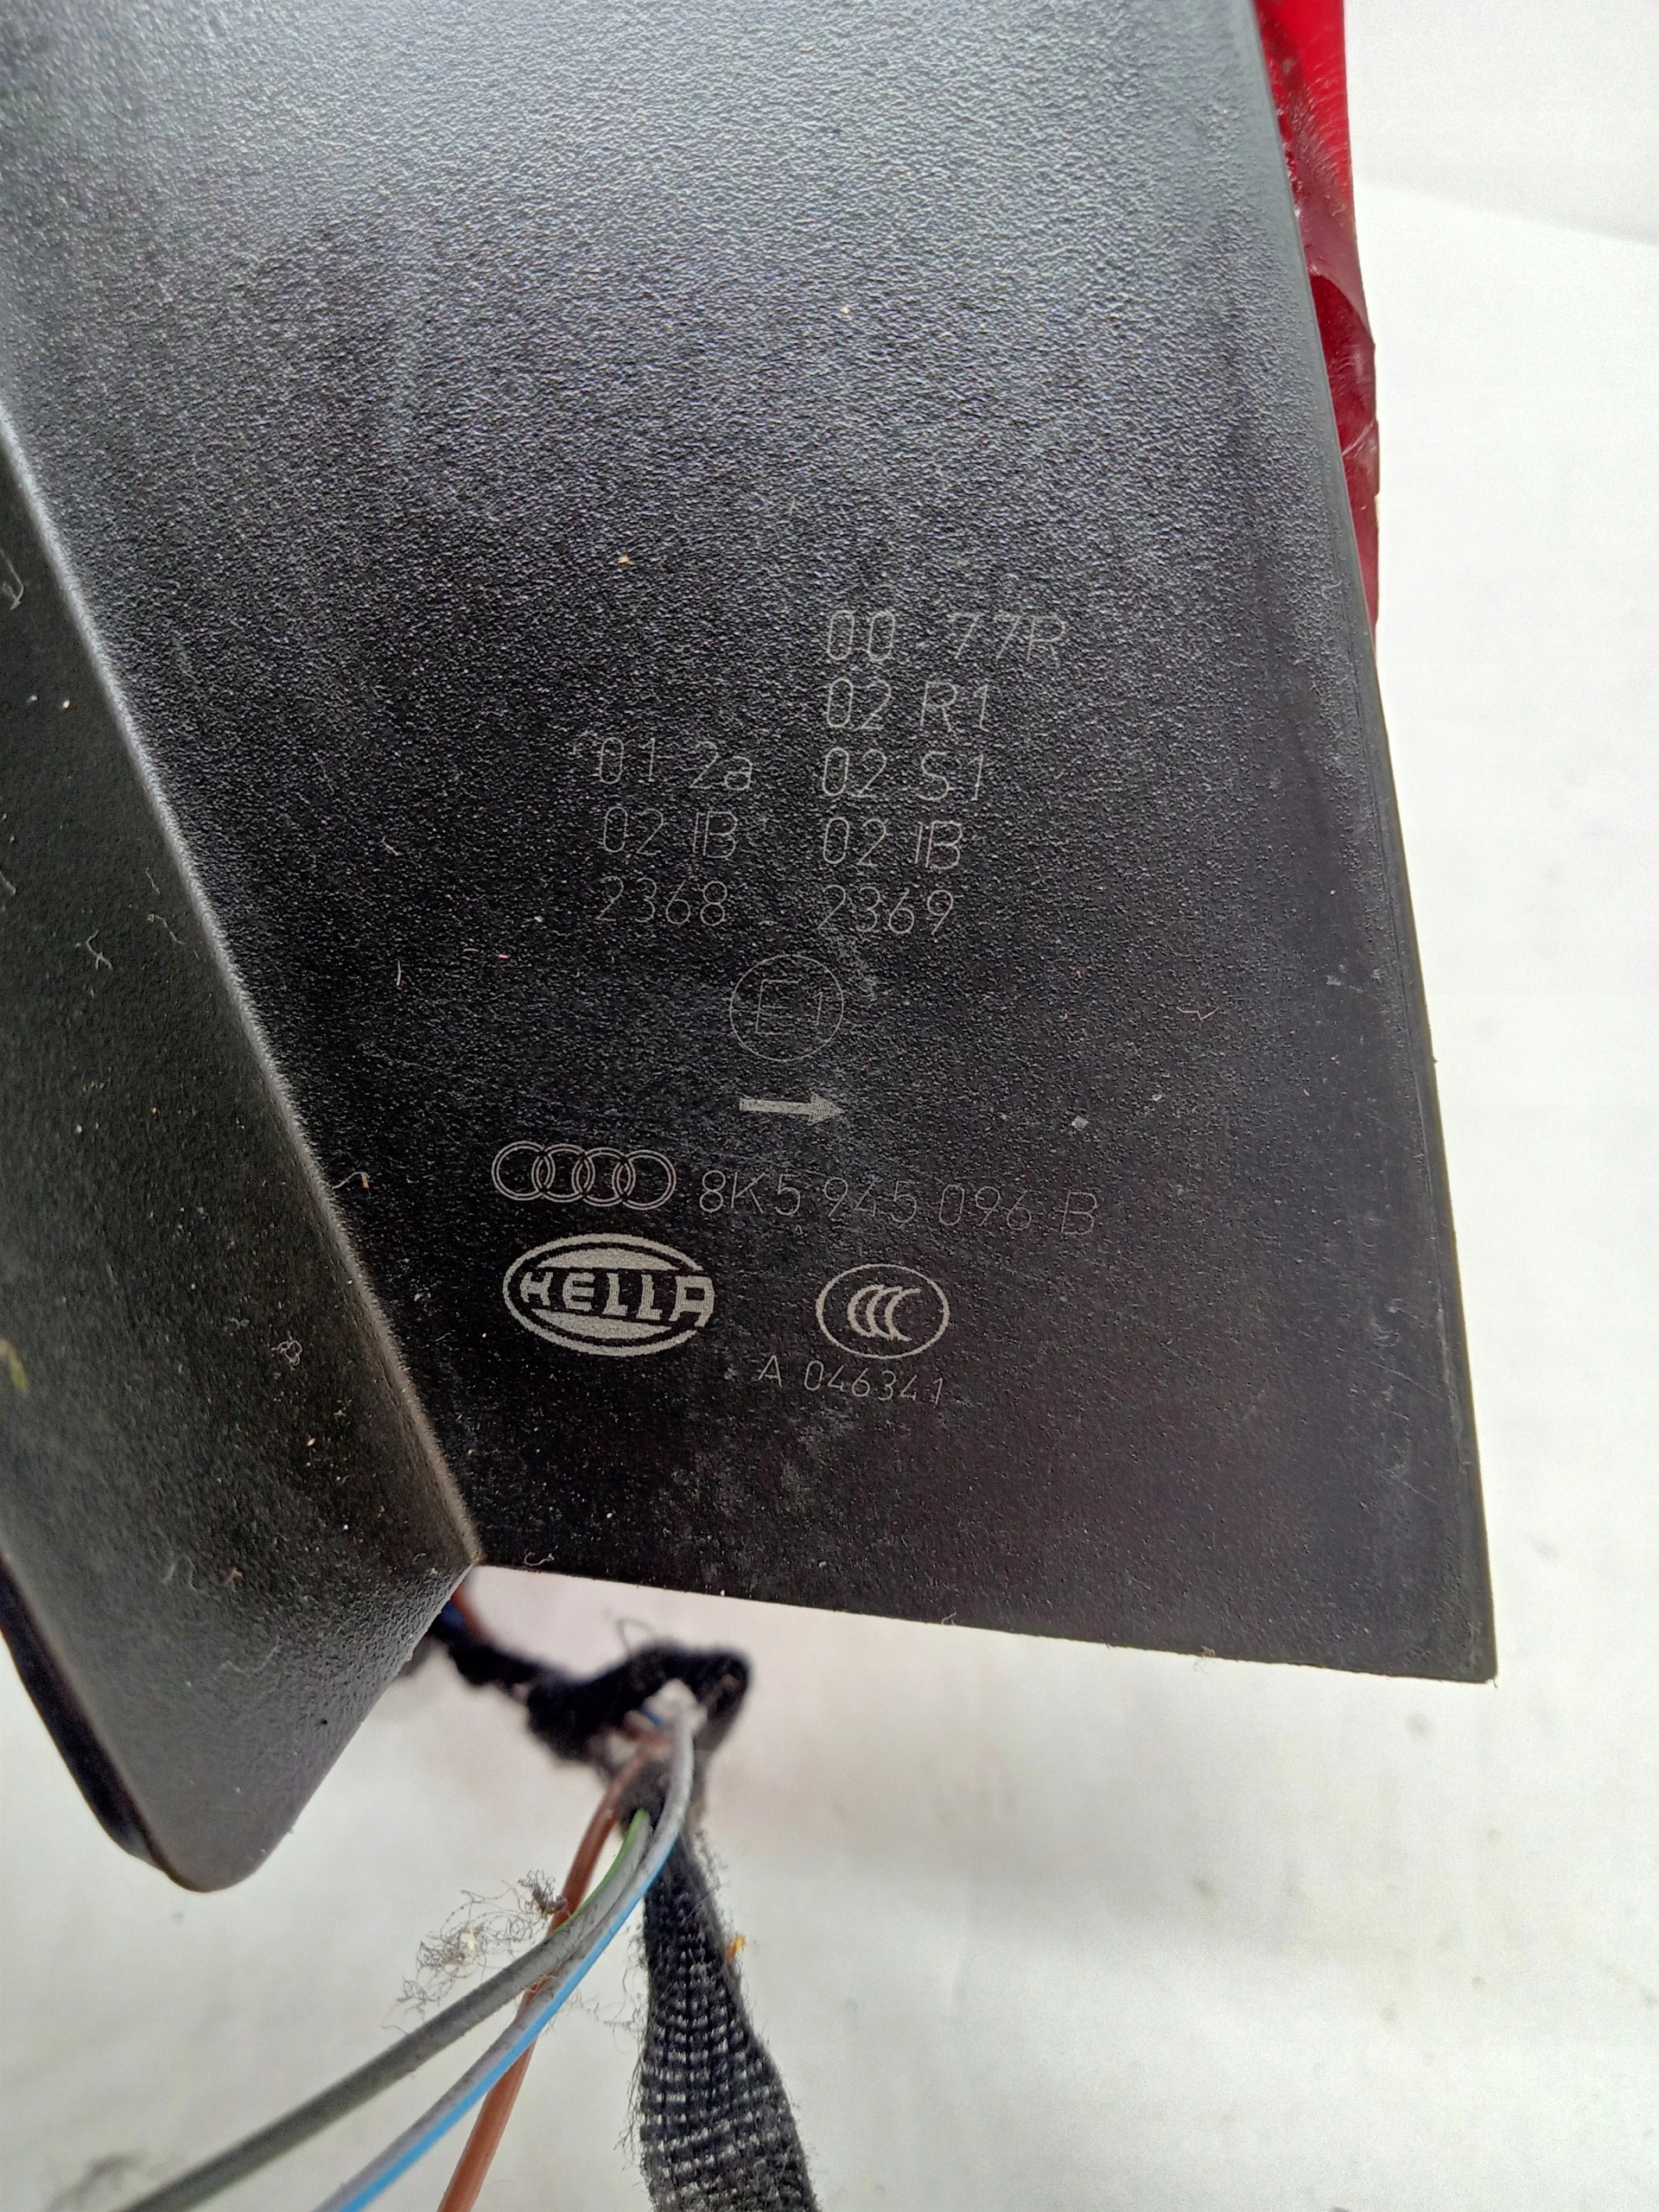 00 77R
02 R1
01 2a 02 S1
02 IB 02 IB
2368 2369
E1
8K5 945 096 B
HELLA
CCC
A 046341